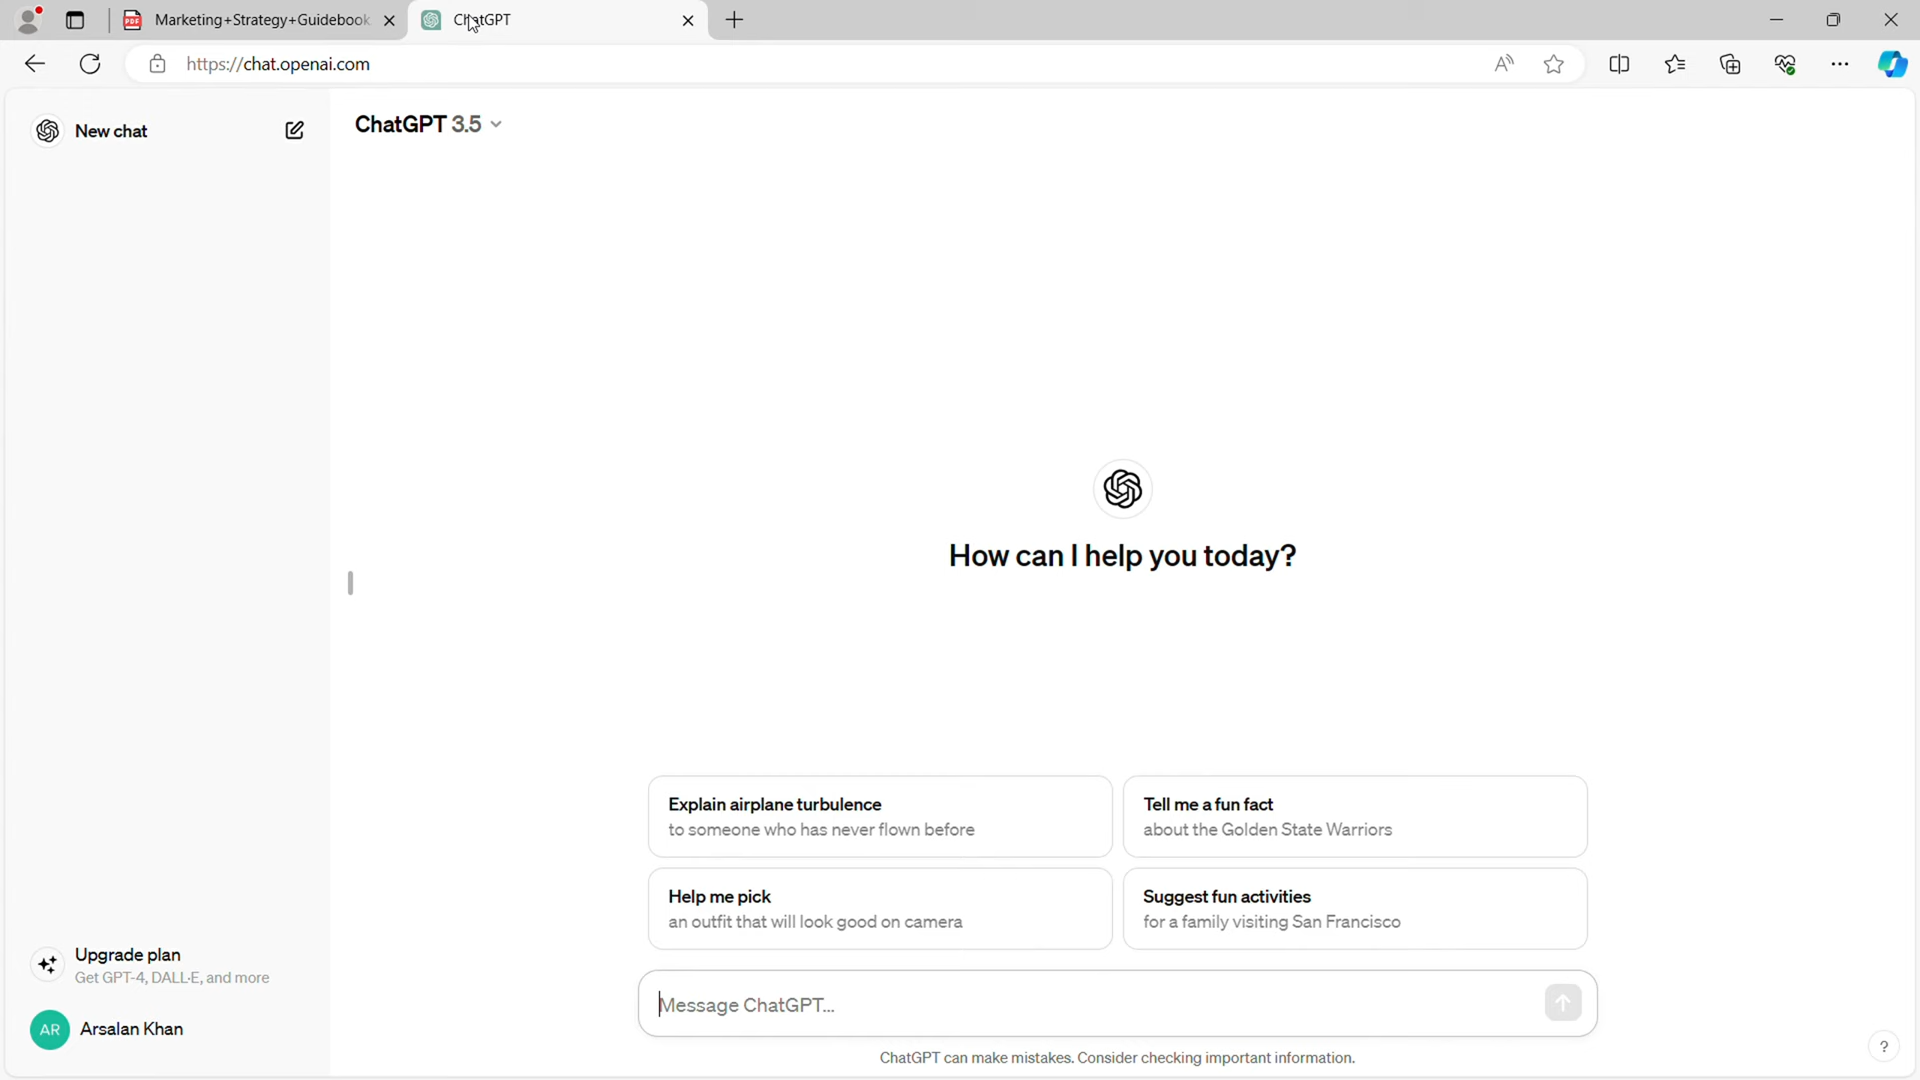 PDF
Marketing+Strategy+Guidebook
ChatGPT
https://chat.openai.com
New chat
ChatGPT 3.5
How can I help you today?
Explain airplane turbulence
to someone who has never flown before
Tell me a fun fact
about the Golden State Warriors
Help me pick
an outfit that will look good on camera
Suggest fun activities
for a family visiting San Francisco
Upgrade plan
Get GPT-4, DALL·E, and more
Message ChatGPT...
AR
Arsalan Khan
ChatGPT can make mistakes. Consider checking important information.
?